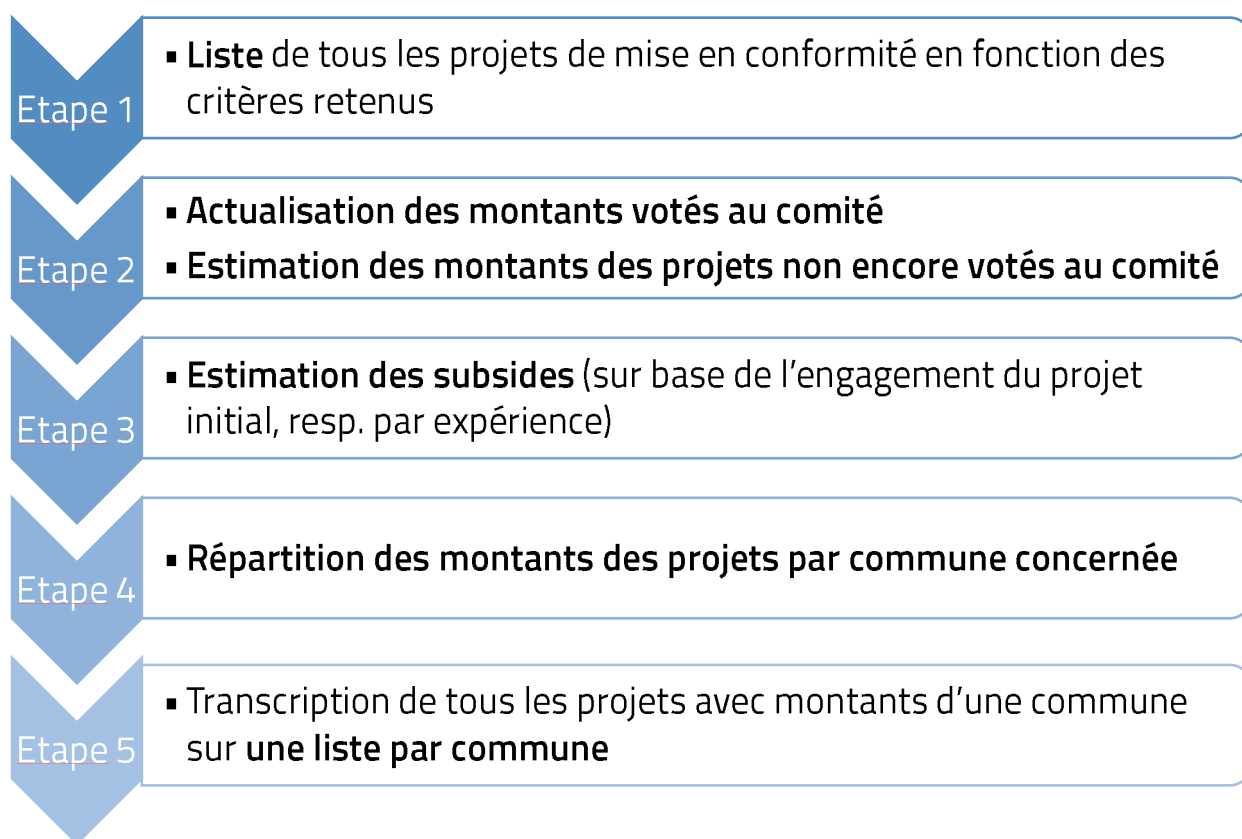 Etape 1
▪ Liste de tous les projets de mise en conformité en fonction des
critères retenus
Etape 2
▪ Actualisation des montants votés au comité
▪ Estimation des montants des projets non encore votés au comité
Etape 3
▪ Estimation des subsides (sur base de l’engagement du projet
initial, resp. par expérience)
Etape 4
▪ Répartition des montants des projets par commune concernée
Etape 5
▪ Transcription de tous les projets avec montants d’une commune
sur une liste par commune